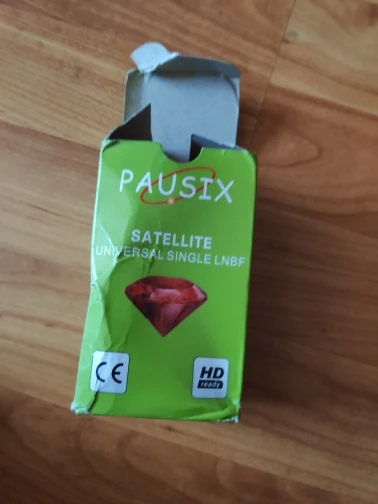 PAUSIX
SATELLITE
UNIVERSAL SINGLE LNBF
CE
HD
ready